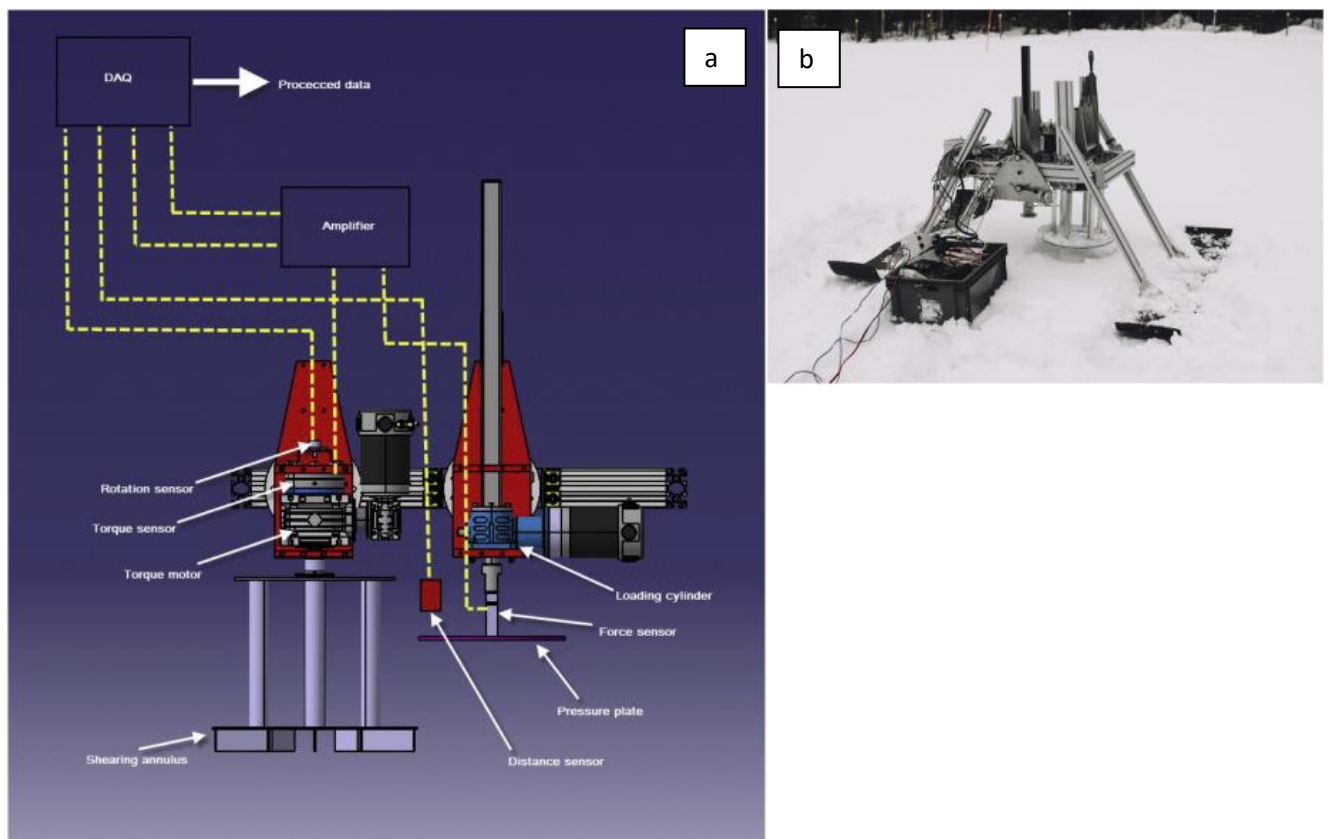 a
b
DAQ
Procecced data
Amplifier
Rotation sensor
Torque sensor
Torque motor
Loading cylinder
Force sensor
Pressure plate
Shearing annulus
Distance sensor